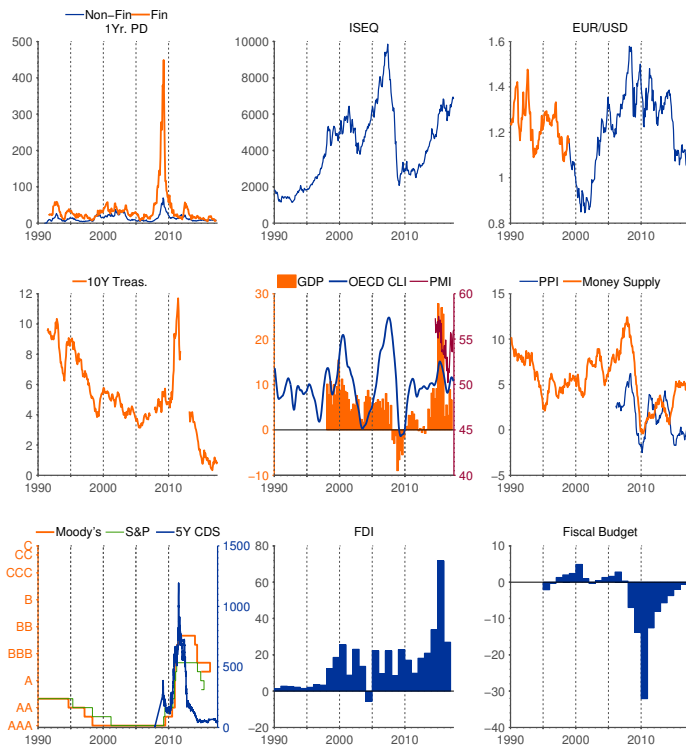 Non−Fin Fin
1Yr. PD
ISEQ
EUR/USD
500
400
300
200
100
0
1990 2000 2010
10000
8000
6000
4000
2000
0
1990 2000 2010
1.6
1.4
1.2
1
0.8
1990 2000 2010
10Y Treas.
12
10
8
6
4
2
0
1990 2000 2010
GDP OECD CLI PMI
30
20
10
0
−10
60
55
50
45
40
1990 2000 2010
PPI Money Supply
15
10
5
0
−5
1990 2000 2010
Moody's S&P 5Y CDS
C
CC
CCC
B
BB
BBB
A
AA
AAA
1500
1000
500
0
1990 2000 2010
FDI
80
60
40
20
0
−20
1990 2000 2010
Fiscal Budget
10
0
−10
−20
−30
−40
1990 2000 2010